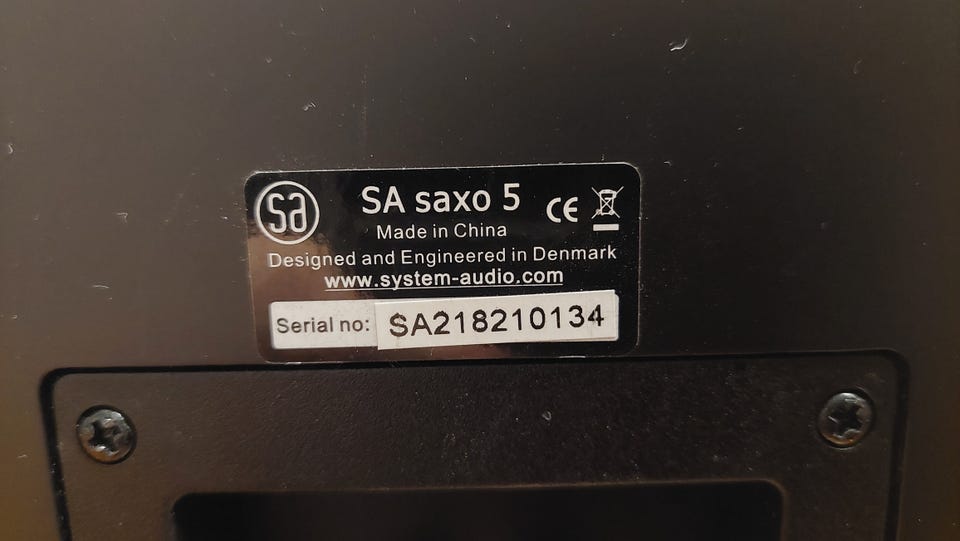 sa
SA saxo 5
CE
Made in China
Designed and Engineered in Denmark
www.system-audio.com
Serial no: SA218210134